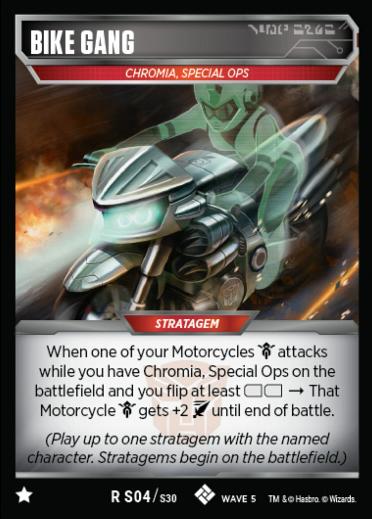 BIKE GANG
CHROMIA, SPECIAL OPS
STRATAGEM
When one of your Motorcycles attacks
while you have Chromia, Special Ops on the
battlefield and you flip at least → That
Motorcycle gets +2 until end of battle.
(Play up to one stratagem with the named
character. Stratagems begin on the battlefield.)
R S04/S30 WAVE 5 TM & © Hasbro. © Wizards.